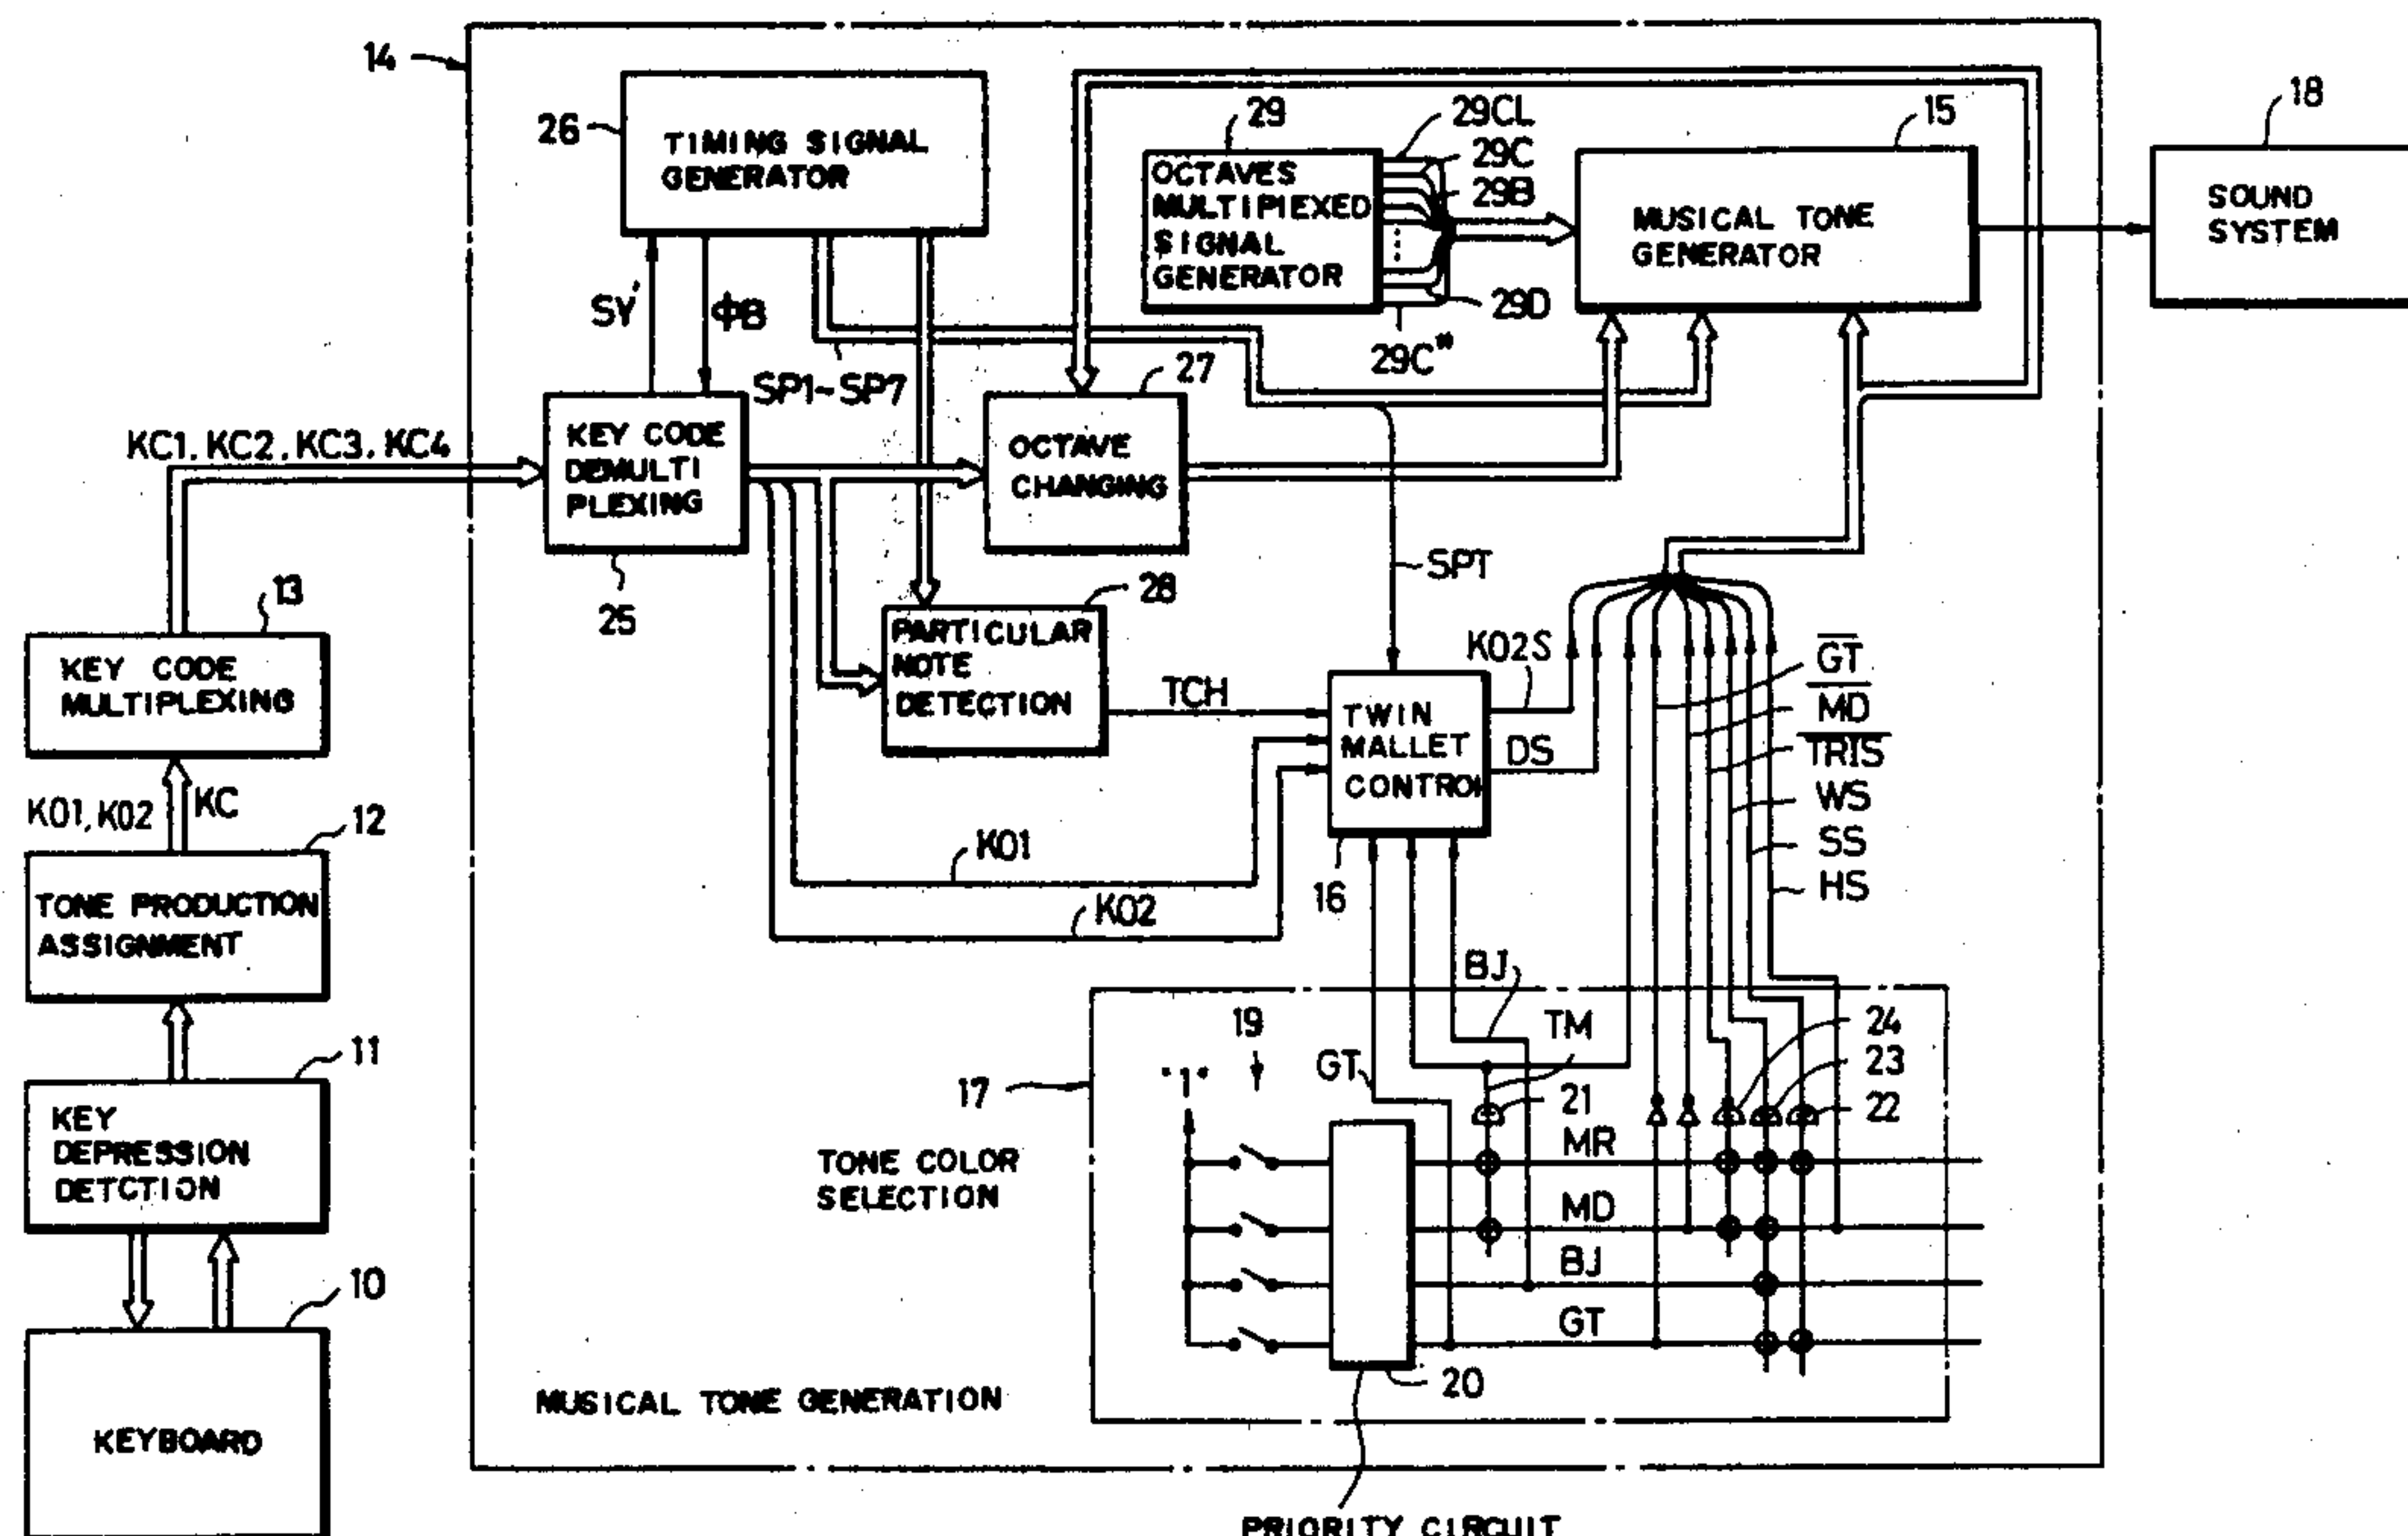 14
26
TIMING SIGNAL
GENERATOR
29
29CL
29C
29B
29D
29C"
OCTAVES
MULTIPIEXED
SIGNAL
GENERATOR
15
MUSICAL TONE
GENERATOR
18
SOUND
SYSTEM
SY'
ΦB
SP1~SP7
27
KC1, KC2, KC3, KC4
KEY CODE
DEMULTI
PLEXING
25
OCTAVE
CHANGING
SPT
13
KEY CODE
MULTIPLEXING
28
PARTICULAR
NOTE
DETECTION
TCH
TWIN
MALLET
CONTROl
16
K02S
DS
G̅T̅
M̅D̅
T̅R̅I̅S̅
WS
SS
HS
K01, K02
KC
12
TONE PRODUCTION
ASSIGNMENT
K01
K02
11
KEY
DEPRESSION
DETCTION
10
KEYBOARD
BJ
TM
GT
19
"1"
17
24
23
22
21
TONE COLOR
SELECTION
MR
MD
BJ
GT
20
MUSICAL TONE GENERATION
PRIORITY CIRCUIT